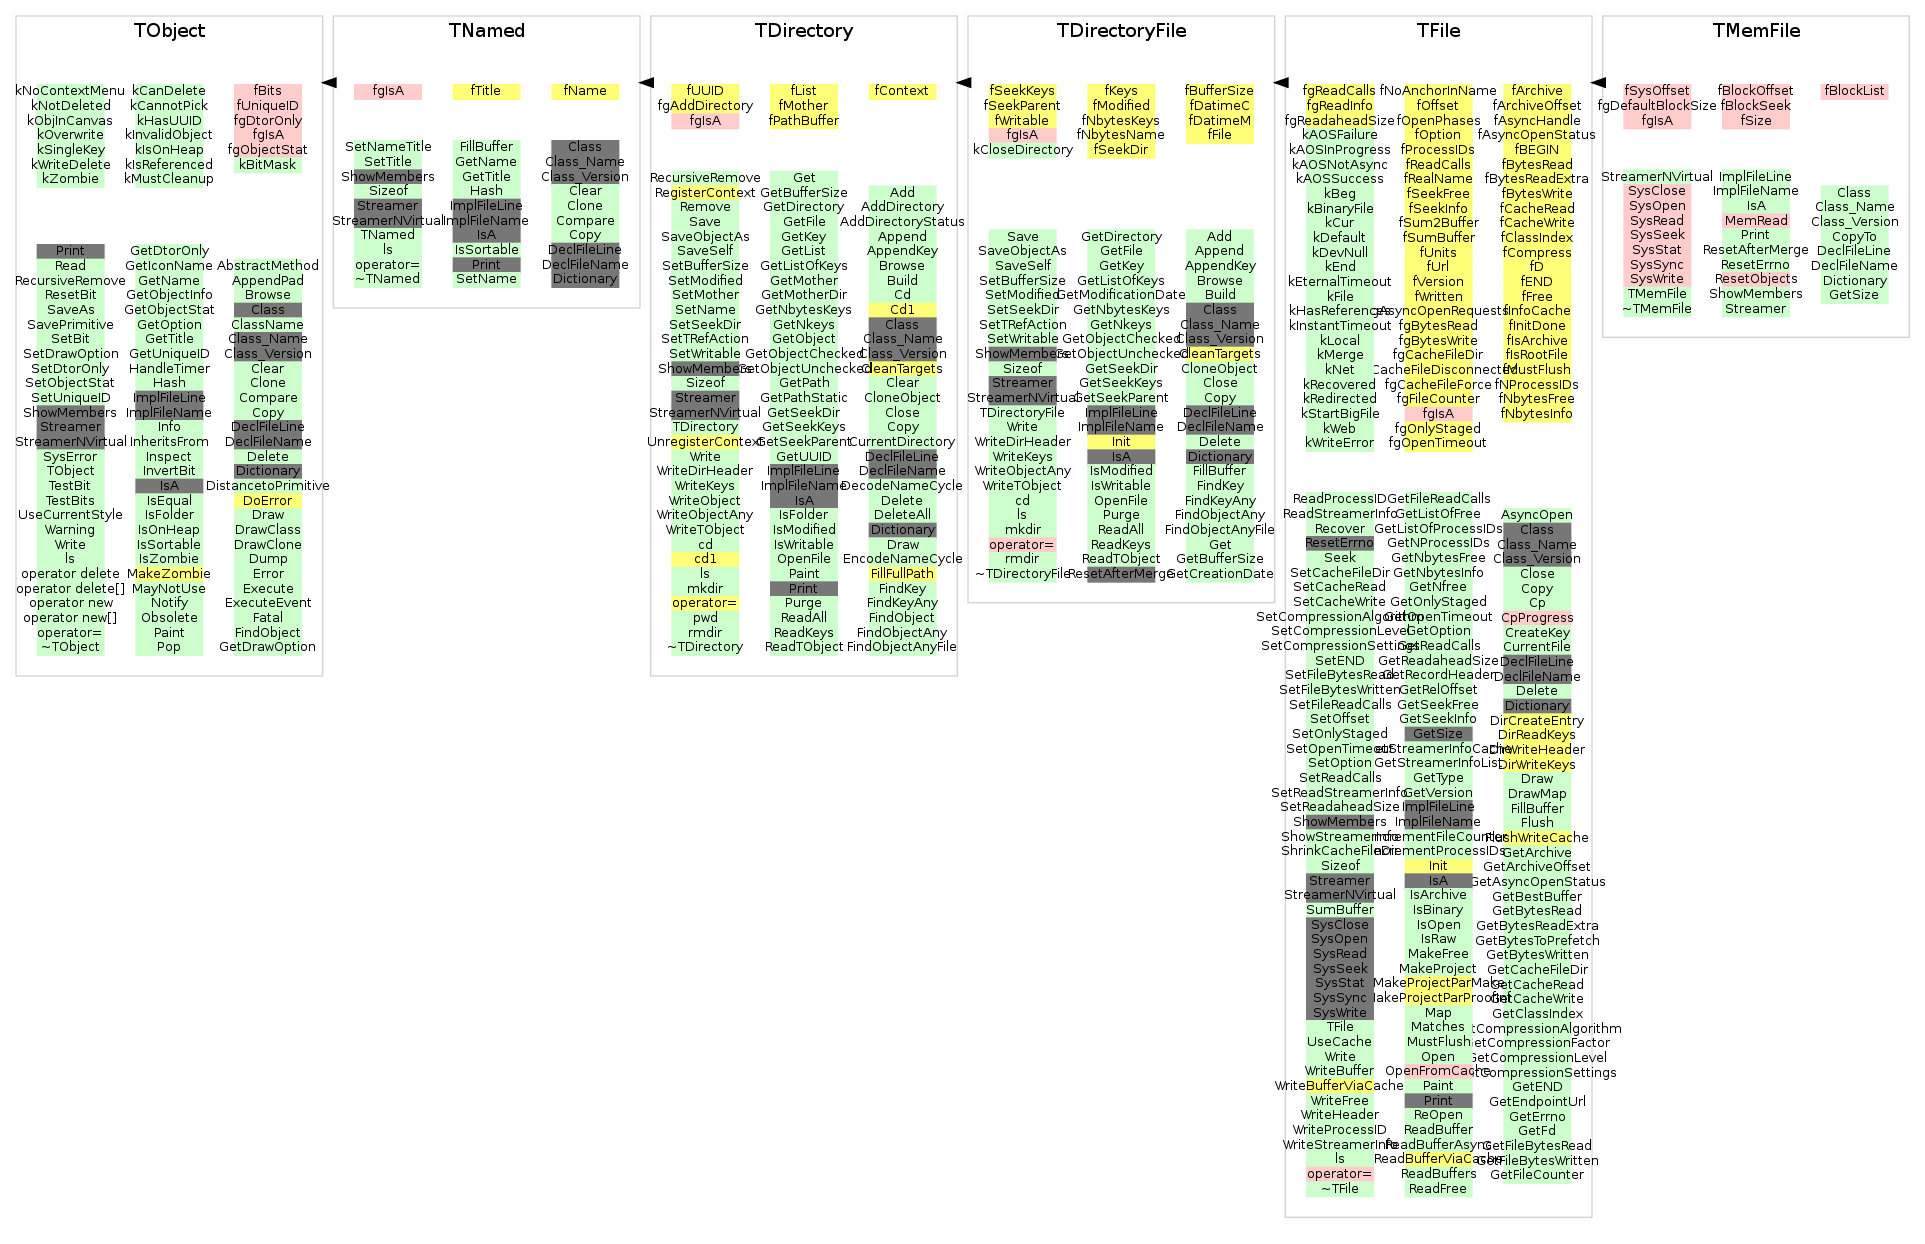 TObject
kNoContextMenu
kNotDeleted
kObjInCanvas
kOverwrite
kSingleKey
kWriteDelete
kZombie
kCanDelete
kCannotPick
kHasUUID
kInvalidObject
kIsOnHeap
kIsReferenced
kMustCleanup
fBits
fUniqueID
fgDtorOnly
fgIsA
fgObjectStat
kBitMask
Print
Read
RecursiveRemove
ResetBit
SaveAs
SavePrimitive
SetBit
SetDrawOption
SetDtorOnly
SetObjectStat
SetUniqueID
ShowMembers
Streamer
StreamerNVirtual
SysError
TObject
TestBit
TestBits
UseCurrentStyle
Warning
Write
ls
operator delete
operator delete[]
operator new
operator new[]
operator=
~TObject
GetDtorOnly
GetIconName
GetName
GetObjectInfo
GetObjectStat
GetOption
GetTitle
GetUniqueID
HandleTimer
Hash
ImplFileLine
ImplFileName
Info
InheritsFrom
Inspect
InvertBit
IsA
IsEqual
IsFolder
IsOnHeap
IsSortable
IsZombie
MakeZombie
MayNotUse
Notify
Obsolete
Paint
Pop
AbstractMethod
AppendPad
Browse
Class
ClassName
Class_Name
Class_Version
Clear
Clone
Compare
Copy
DeclFileLine
DeclFileName
Delete
Dictionary
DistancetoPrimitive
DoError
Draw
DrawClass
DrawClone
Dump
Error
Execute
ExecuteEvent
Fatal
FindObject
GetDrawOption
TNamed
fgIsA
fTitle
fName
SetNameTitle
SetTitle
ShowMembers
Sizeof
Streamer
StreamerNVirtual
TNamed
ls
operator=
~TNamed
FillBuffer
GetName
GetTitle
Hash
ImplFileLine
ImplFileName
IsA
IsSortable
Print
SetName
Class
Class_Name
Class_Version
Clear
Clone
Compare
Copy
DeclFileLine
DeclFileName
Dictionary
TDirectory
fUUID
fgAddDirectory
fgIsA
fList
fMother
fPathBuffer
fContext
RecursiveRemove
RegisterContext
Remove
Save
SaveObjectAs
SaveSelf
SetBufferSize
SetModified
SetMother
SetName
SetSeekDir
SetTRefAction
SetWritable
ShowMembers
Sizeof
Streamer
StreamerNVirtual
TDirectory
UnregisterContext
Write
WriteDirHeader
WriteKeys
WriteObject
WriteObjectAny
WriteTObject
cd
cd1
ls
mkdir
operator=
pwd
rmdir
~TDirectory
Get
GetBufferSize
GetDirectory
GetFile
GetKey
GetList
GetListOfKeys
GetMother
GetMotherDir
GetNbytesKeys
GetNkeys
GetObject
GetObjectChecked
GetObjectUnchecked
GetPath
GetPathStatic
GetSeekDir
GetSeekKeys
GetSeekParent
GetUUID
ImplFileLine
ImplFileName
IsA
IsFolder
IsModified
IsWritable
OpenFile
Paint
Print
Purge
ReadAll
ReadKeys
ReadTObject
Add
AddDirectory
AddDirectoryStatus
Append
AppendKey
Browse
Build
Cd
Cd1
Class
Class_Name
Class_Version
CleanTargets
Clear
CloneObject
Close
Copy
CurrentDirectory
DeclFileLine
DeclFileName
DecodeNameCycle
Delete
DeleteAll
Dictionary
Draw
EncodeNameCycle
FillFullPath
FindKey
FindKeyAny
FindObject
FindObjectAny
FindObjectAnyFile
TDirectoryFile
fSeekKeys
fSeekParent
fWritable
fgIsA
kCloseDirectory
fKeys
fModified
fNbytesKeys
fNbytesName
fSeekDir
fBufferSize
fDatimeC
fDatimeM
fFile
Save
SaveObjectAs
SaveSelf
SetBufferSize
SetModified
SetSeekDir
SetTRefAction
SetWritable
ShowMembers
Sizeof
Streamer
StreamerNVirtual
TDirectoryFile
Write
WriteDirHeader
WriteKeys
WriteObjectAny
WriteTObject
cd
ls
mkdir
operator=
rmdir
~TDirectoryFile
GetDirectory
GetFile
GetKey
GetListOfKeys
GetModificationDate
GetNbytesKeys
GetNkeys
GetObjectChecked
GetObjectUnchecked
GetSeekDir
GetSeekKeys
GetSeekParent
ImplFileLine
ImplFileName
Init
IsA
IsModified
IsWritable
OpenFile
Purge
ReadAll
ReadKeys
ReadTObject
ResetAfterMerge
Add
Append
AppendKey
Browse
Build
Class
Class_Name
Class_Version
CleanTargets
CloneObject
Close
Copy
DeclFileLine
DeclFileName
Delete
Dictionary
FillBuffer
FindKey
FindKeyAny
FindObjectAny
FindObjectAnyFile
Get
GetBufferSize
GetCreationDate
TFile
fgReadCalls
fgReadInfo
fgReadaheadSize
kAOSFailure
kAOSInProgress
kAOSNotAsync
kAOSSuccess
kBeg
kBinaryFile
kCur
kDefault
kDevNull
kEnd
kEternalTimeout
kFile
kHasReferences
kInstantTimeout
kLocal
kMerge
kNet
kRecovered
kRedirected
kStartBigFile
kWeb
kWriteError
fNoAnchorInName
fOffset
fOpenPhases
fOption
fProcessIDs
fReadCalls
fRealName
fSeekFree
fSeekInfo
fSum2Buffer
fSumBuffer
fUnits
fUrl
fVersion
fWritten
gAsyncOpenRequests
fgBytesRead
fgBytesWrite
fgCacheFileDir
CacheFileDisconnected
fgCacheFileForce
fgFileCounter
fgIsA
fgOnlyStaged
fgOpenTimeout
fArchive
fArchiveOffset
fAsyncHandle
fAsyncOpenStatus
fBEGIN
fBytesRead
fBytesReadExtra
fBytesWrite
fCacheRead
fCacheWrite
fClassIndex
fCompress
fD
fEND
fFree
fInfoCache
fInitDone
fIsArchive
fIsRootFile
fMustFlush
fNProcessIDs
fNbytesFree
fNbytesInfo
ReadProcessID
ReadStreamerInfo
Recover
ResetErrno
Seek
SetCacheFileDir
SetCacheRead
SetCacheWrite
SetCompressionAlgorithm
SetCompressionLevel
SetCompressionSettings
SetEND
SetFileBytesRead
SetFileBytesWritten
SetFileReadCalls
SetOffset
SetOnlyStaged
SetOpenTimeout
SetOption
SetReadCalls
SetReadStreamerInfo
SetReadaheadSize
ShowMembers
ShowStreamerInfo
ShrinkCacheFileDir
Sizeof
Streamer
StreamerNVirtual
SumBuffer
SysClose
SysOpen
SysRead
SysSeek
SysStat
SysSync
SysWrite
TFile
UseCache
Write
WriteBuffer
WriteBufferViaCache
WriteFree
WriteHeader
WriteProcessID
WriteStreamerInfo
ls
operator=
~TFile
GetFileReadCalls
GetListOfFree
GetListOfProcessIDs
GetNProcessIDs
GetNbytesFree
GetNbytesInfo
GetNfree
GetOnlyStaged
GetOpenTimeout
GetOption
GetReadCalls
GetReadaheadSize
GetRecordHeader
GetRelOffset
GetSeekFree
GetSeekInfo
GetSize
etStreamerInfoCache
GetStreamerInfoList
GetType
GetVersion
ImplFileLine
ImplFileName
IncrementFileCounter
ncrementProcessIDs
Init
IsA
IsArchive
IsBinary
IsOpen
IsRaw
MakeFree
MakeProject
MakeProjectParMake
MakeProjectParProofInf
Map
Matches
MustFlush
Open
OpenFromCache
Paint
Print
ReOpen
ReadBuffer
ReadBufferAsync
ReadBufferViaCache
ReadBuffers
ReadFree
AsyncOpen
Class
Class_Name
Class_Version
Close
Copy
Cp
CpProgress
CreateKey
CurrentFile
DeclFileLine
DeclFileName
Delete
Dictionary
DirCreateEntry
DirReadKeys
DirWriteHeader
DirWriteKeys
Draw
DrawMap
FillBuffer
Flush
FlushWriteCache
GetArchive
GetArchiveOffset
GetAsyncOpenStatus
GetBestBuffer
GetBytesRead
GetBytesReadExtra
GetBytesToPrefetch
GetBytesWritten
GetCacheFileDir
GetCacheRead
GetCacheWrite
GetClassIndex
tCompressionAlgorithm
etCompressionFactor
GetCompressionLevel
tCompressionSettings
GetEND
GetEndpointUrl
GetErrno
GetFd
GetFileBytesRead
GetFileBytesWritten
GetFileCounter
TMemFile
fSysOffset
fgDefaultBlockSize
fgIsA
fBlockOffset
fBlockSeek
fSize
fBlockList
StreamerNVirtual
SysClose
SysOpen
SysRead
SysSeek
SysStat
SysSync
SysWrite
TMemFile
~TMemFile
ImplFileLine
ImplFileName
IsA
MemRead
Print
ResetAfterMerge
ResetErrno
ResetObjects
ShowMembers
Streamer
Class
Class_Name
Class_Version
CopyTo
DeclFileLine
DeclFileName
Dictionary
GetSize